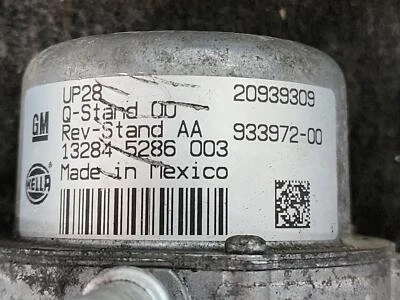 UP28 20939309
Q-Stand 00
GM
Rev-Stand AA 933972-00
13284 5286 003
HELLA
Made in Mexico